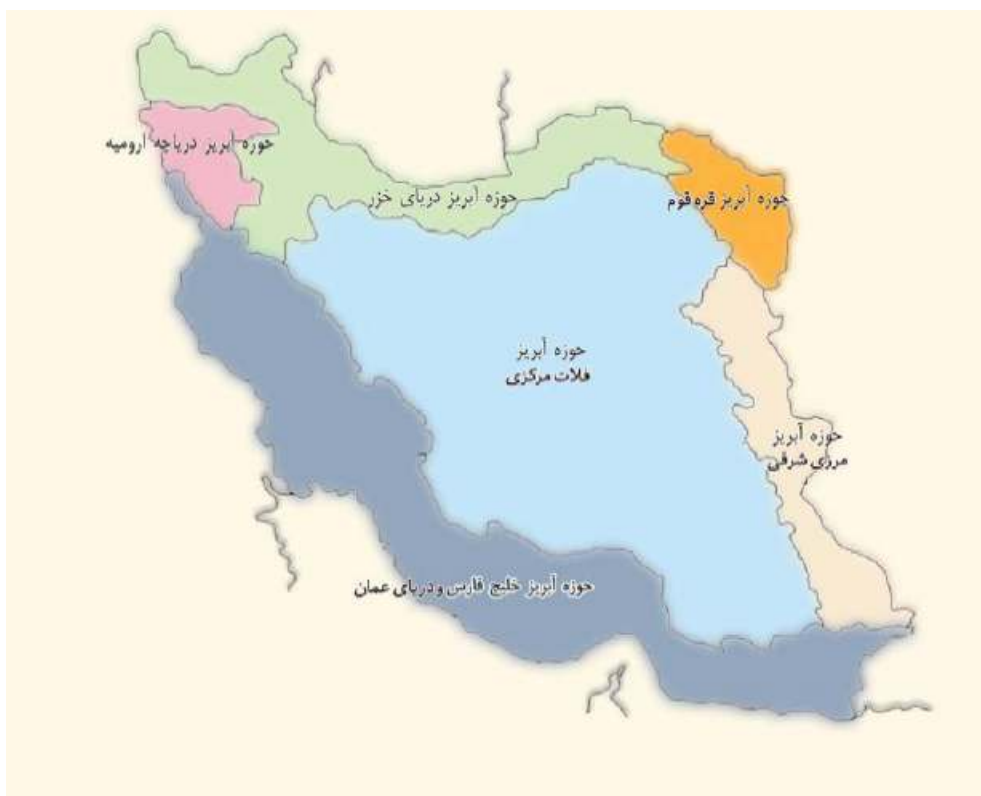 حوزه آبریز دریاچه ارومیه
حوزه آبریز دریای خزر
حوزه آبریز قره قوم
حوزه آبریز
فلات مرکزی
حوزه آبریز
مرزی شرقی
حوزه آبریز خلیج فارس و دریای عمان